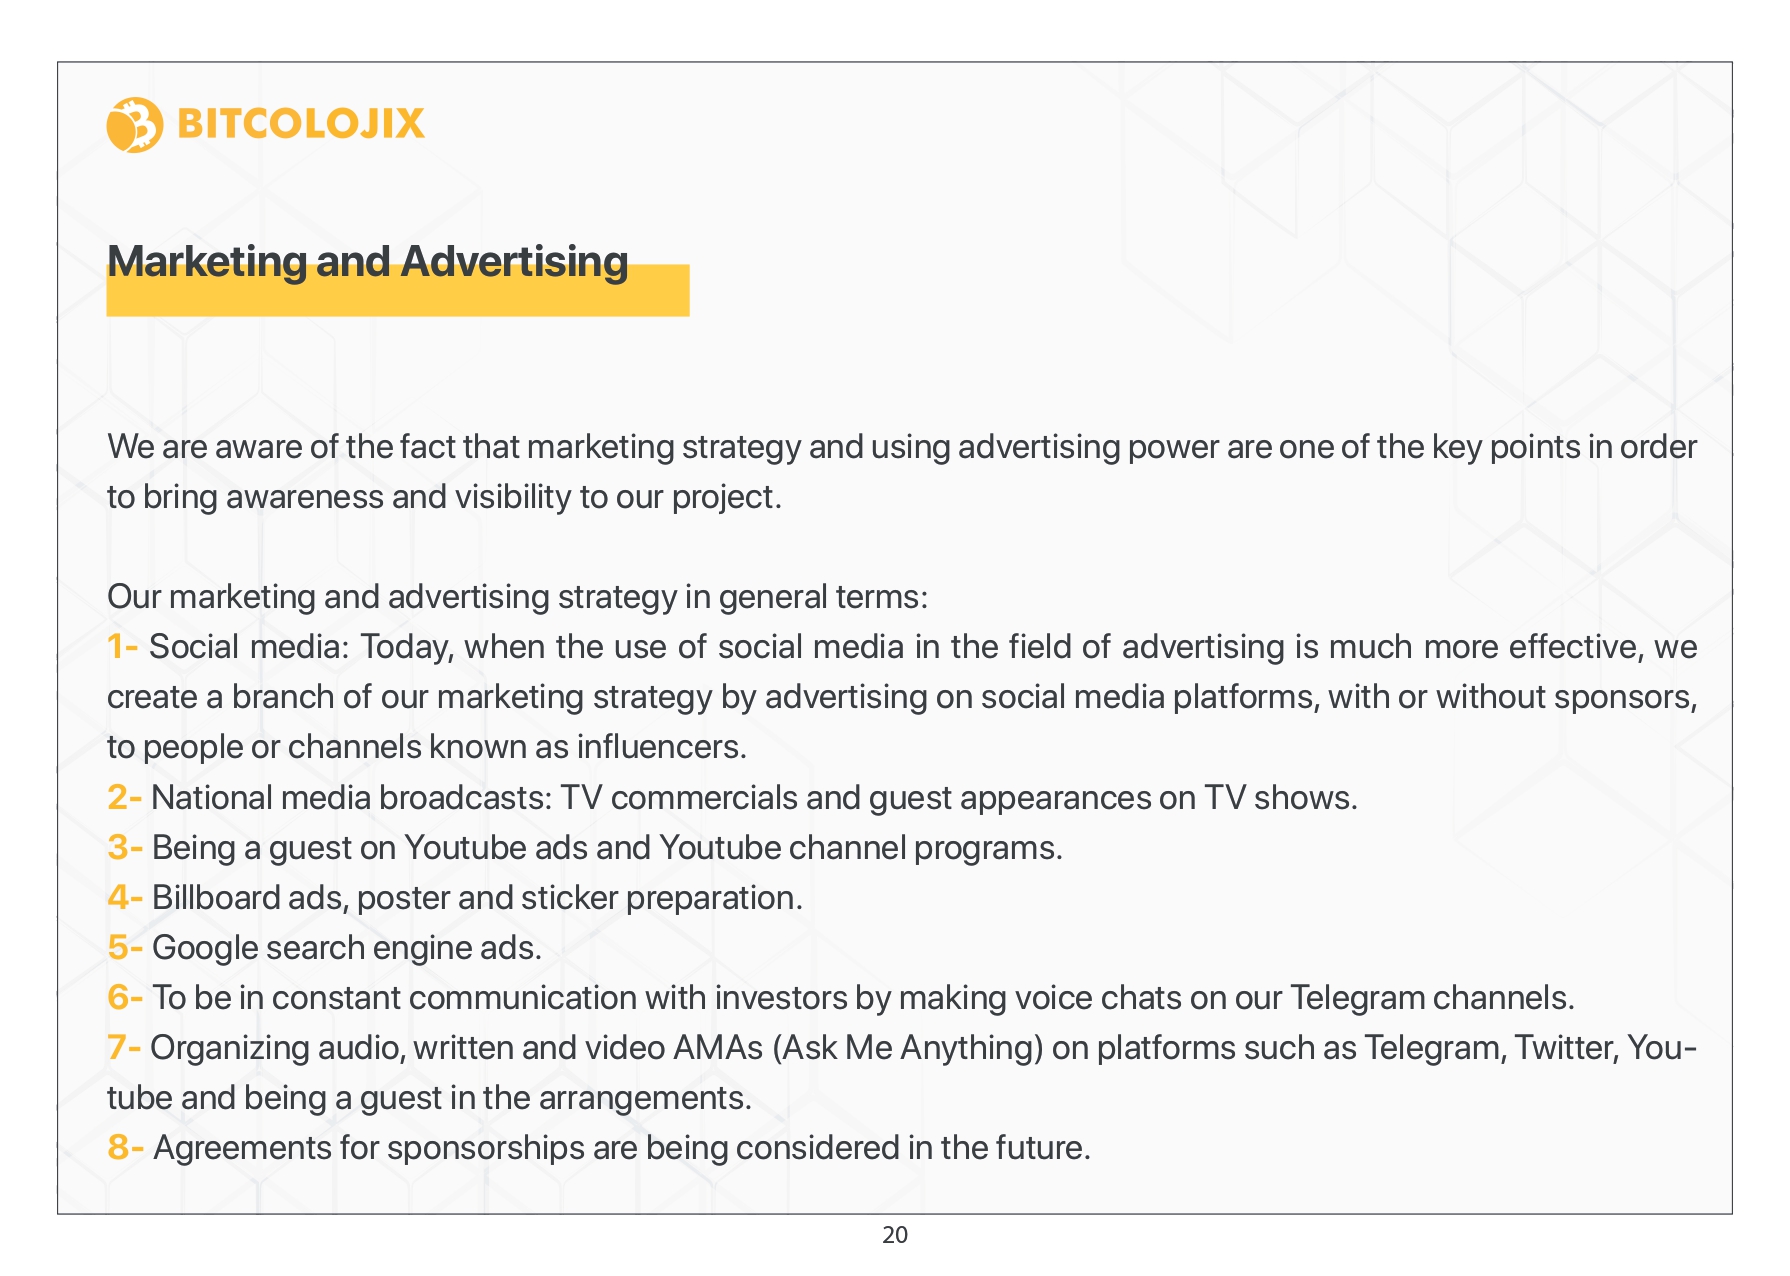 BITCOLOJIX
Marketing and Advertising
We are aware of the fact that marketing strategy and using advertising power are one of the key points in order
to bring awareness and visibility to our project.
Our marketing and advertising strategy in general terms:
1- Social media: Today, when the use of social media in the field of advertising is much more effective, we
create a branch of our marketing strategy by advertising on social media platforms, with or without sponsors,
to people or channels known as influencers.
2- National media broadcasts: TV commercials and guest appearances on TV shows.
3- Being a guest on Youtube ads and Youtube channel programs.
4- Billboard ads, poster and sticker preparation.
5- Google search engine ads.
6- To be in constant communication with investors by making voice chats on our Telegram channels.
7- Organizing audio, written and video AMAs (Ask Me Anything) on platforms such as Telegram, Twitter, You-
tube and being a guest in the arrangements.
8- Agreements for sponsorships are being considered in the future.
20